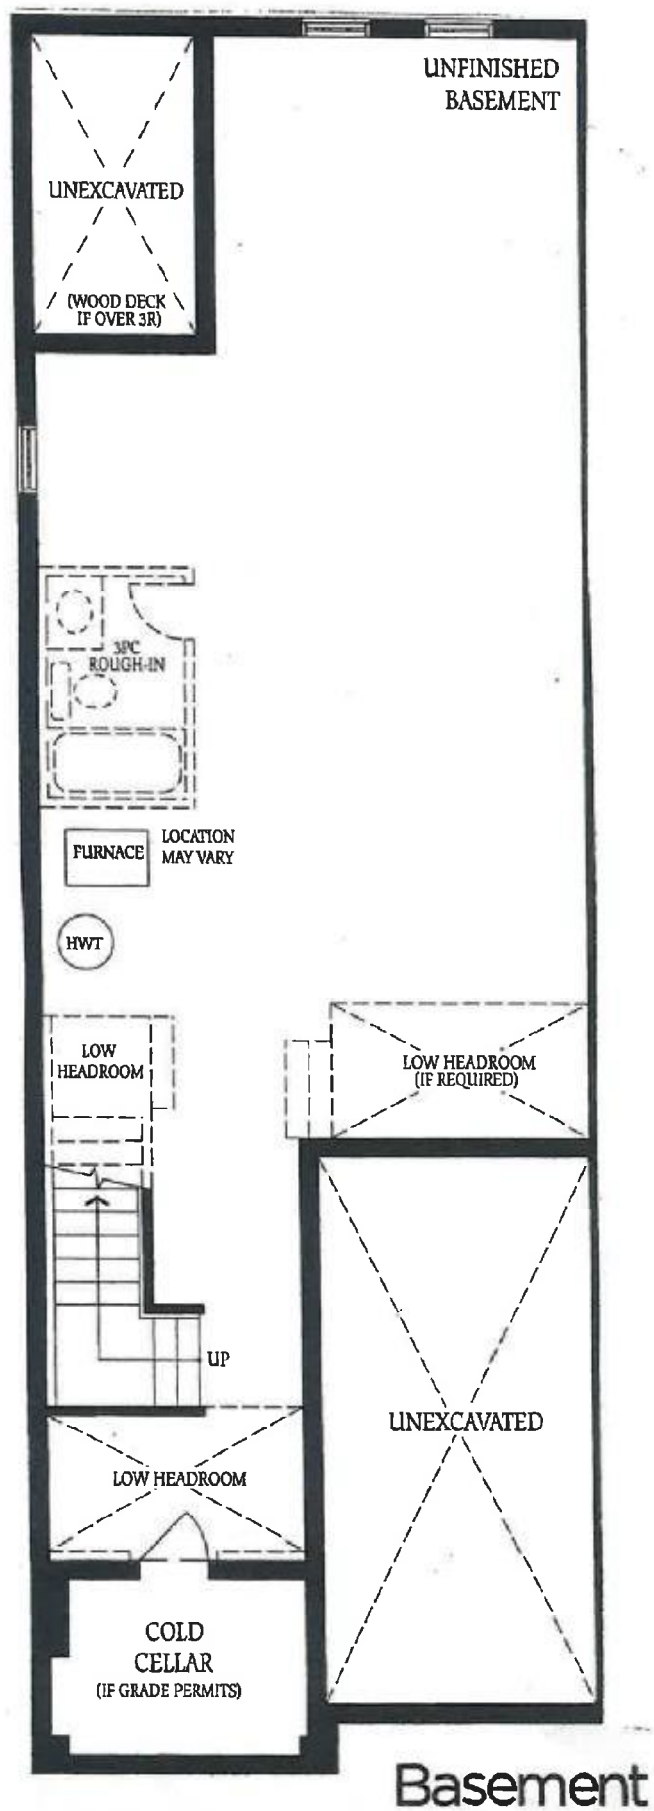 UNFINISHED
BASEMENT
UNEXCAVATED
(WOOD DECK
IF OVER 3R)
3PC
ROUGH-IN
FURNACE
LOCATION
MAY VARY
HWT
LOW
HEADROOM
LOW HEADROOM
(IF REQUIRED)
UP
UNEXCAVATED
LOW HEADROOM
COLD
CELLAR
(IF GRADE PERMITS)
Basement